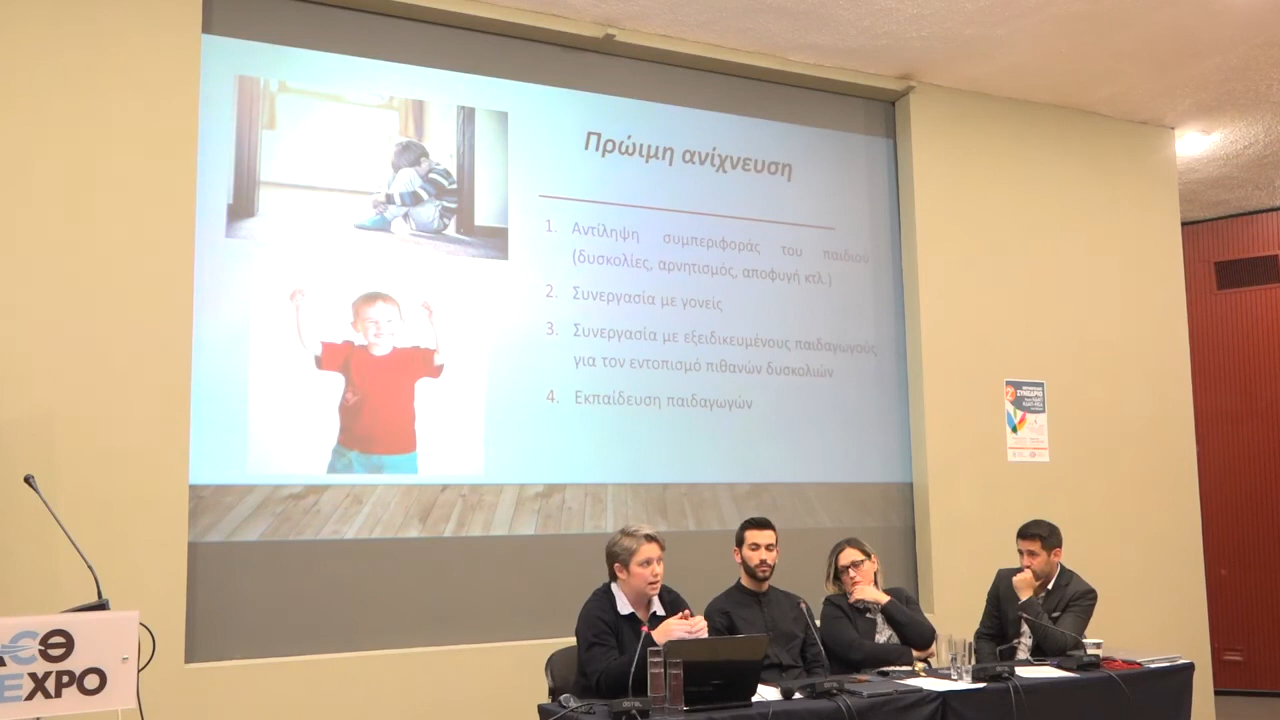 Πρώιμη ανίχνευση
1. Αντίληψη συμπεριφοράς του παιδιού
(δυσκολίες, αρνητισμός, αποφυγή κτλ.)
2. Συνεργασία με γονείς
3. Συνεργασία με εξειδικευμένους παιδαγωγούς
για τον εντοπισμό πιθανών δυσκολιών
4. Εκπαίδευση παιδαγωγών
ΣΥΝΕΔΡΙΟ
EXPO